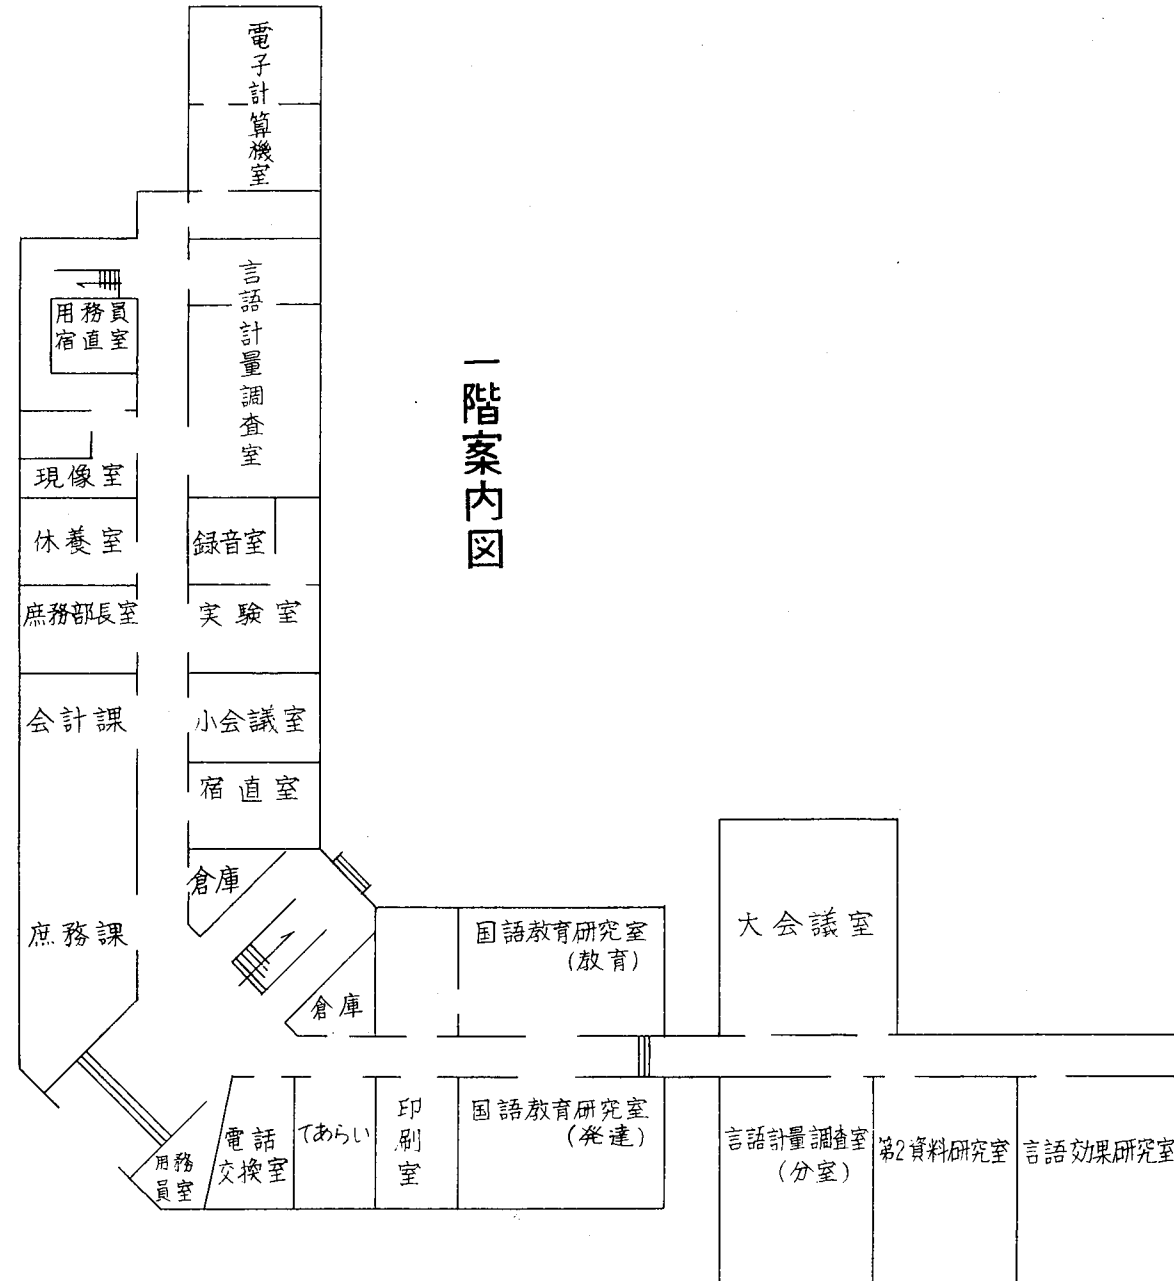 一階案内図
電子計算機室
言語計量調査室
用務員
宿直室
現像室
休養室
録音室
庶務部長室
実験室
会計課
小会議室
宿直室
倉庫
庶務課
倉庫
国語教育研究室
(教育)
大会議室
用務
員室
電話
交換室
てあらい
印刷室
国語教育研究室
(発達)
言語計量調査室
(分室)
第2資料研究室
言語効果研究室